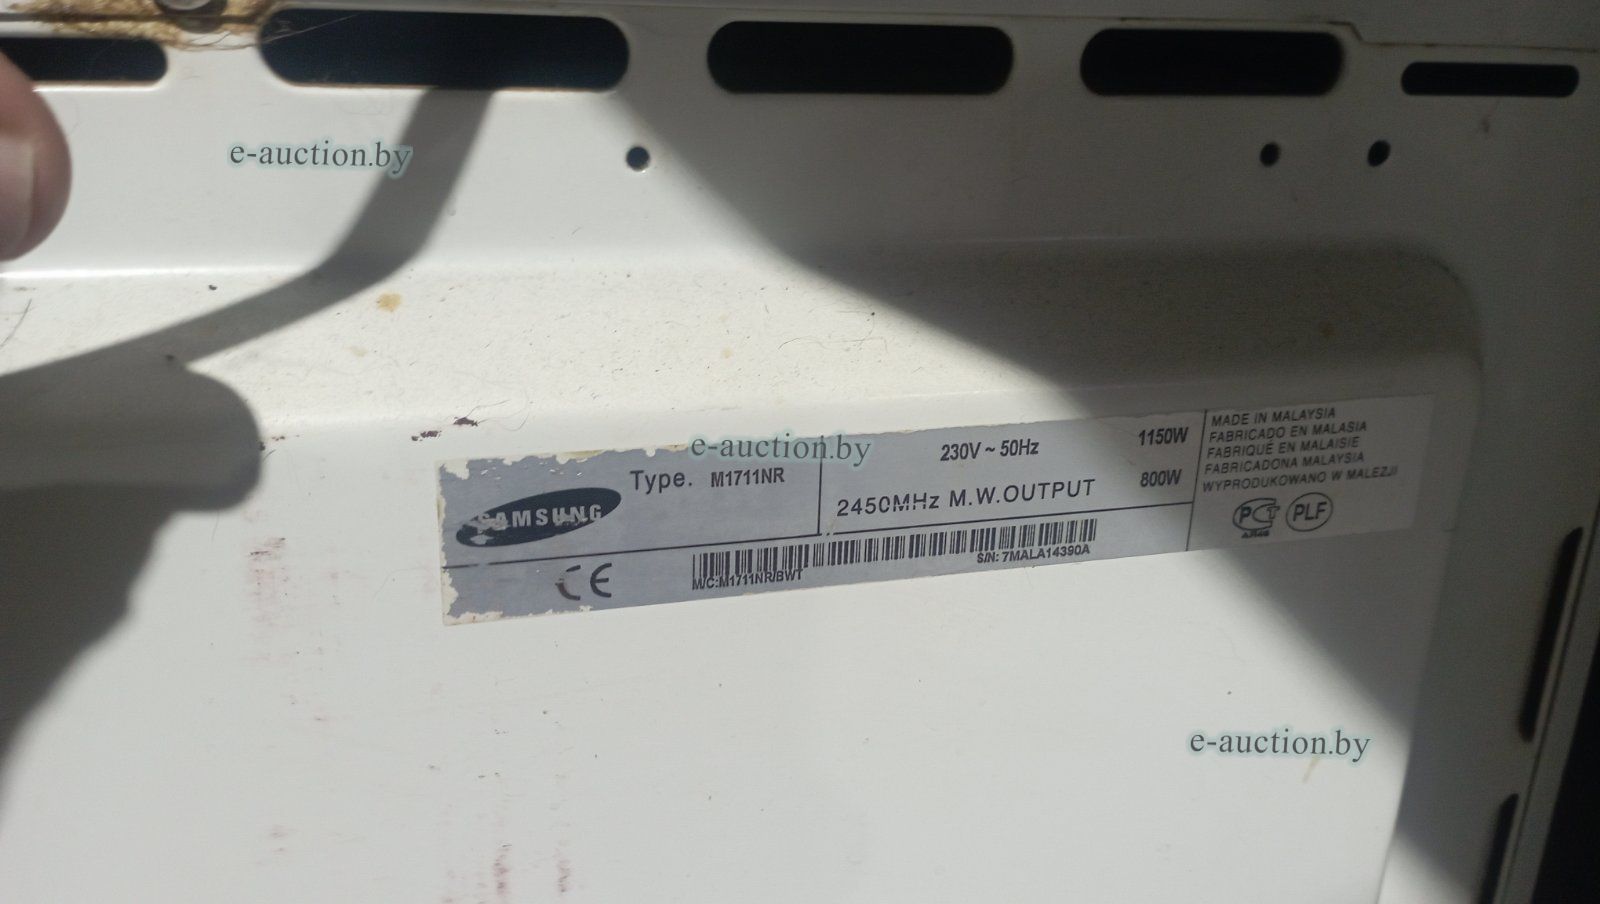 e-auction.by
e-auction.by
SAMSUNG
Type. M1711NR
230V ~ 50Hz
1150W
2450MHz M.W.OUTPUT
800W
MADE IN MALAYSIA
FABRICADO EN MALASIA
FABRIQUÉ EN MALAISIE
FABRICADONA MALAYSIA
WYPRODUKOWANO W MALEZJI
PCT
PLF
CE
M/C:M1711NR/BWT
S/N: 7MALA14390A
e-auction.by